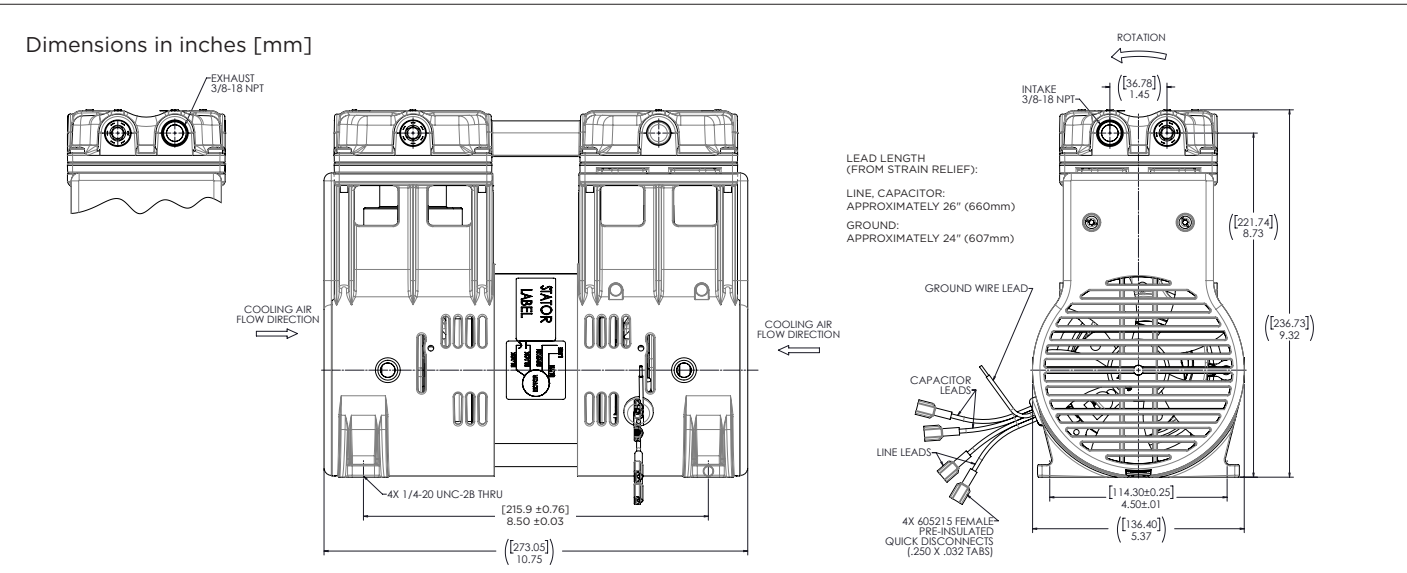 Dimensions in inches [mm]
EXHAUST
3/8-18 NPT
COOLING AIR
FLOW DIRECTION
STATOR
LABEL
4X 1/4-20 UNC-2B THRU
[215.9 ±0.76]
8.50 ±0.03
([273.05])
10.75
COOLING AIR
FLOW DIRECTION
LEAD LENGTH
(FROM STRAIN RELIEF):
LINE, CAPACITOR:
APPROXIMATELY 26" (660mm)
GROUND:
APPROXIMATELY 24" (607mm)
ROTATION
INTAKE
3/8-18 NPT
([36.78])
1.45
([221.74])
8.73
([236.73])
9.32
GROUND WIRE LEAD
CAPACITOR
LEADS
LINE LEADS
4X 605215 FEMALE
PRE-INSULATED
QUICK DISCONNECTS
(.250 X .032 TABS)
[114.30±0.25]
4.50±.01
([136.40])
5.37